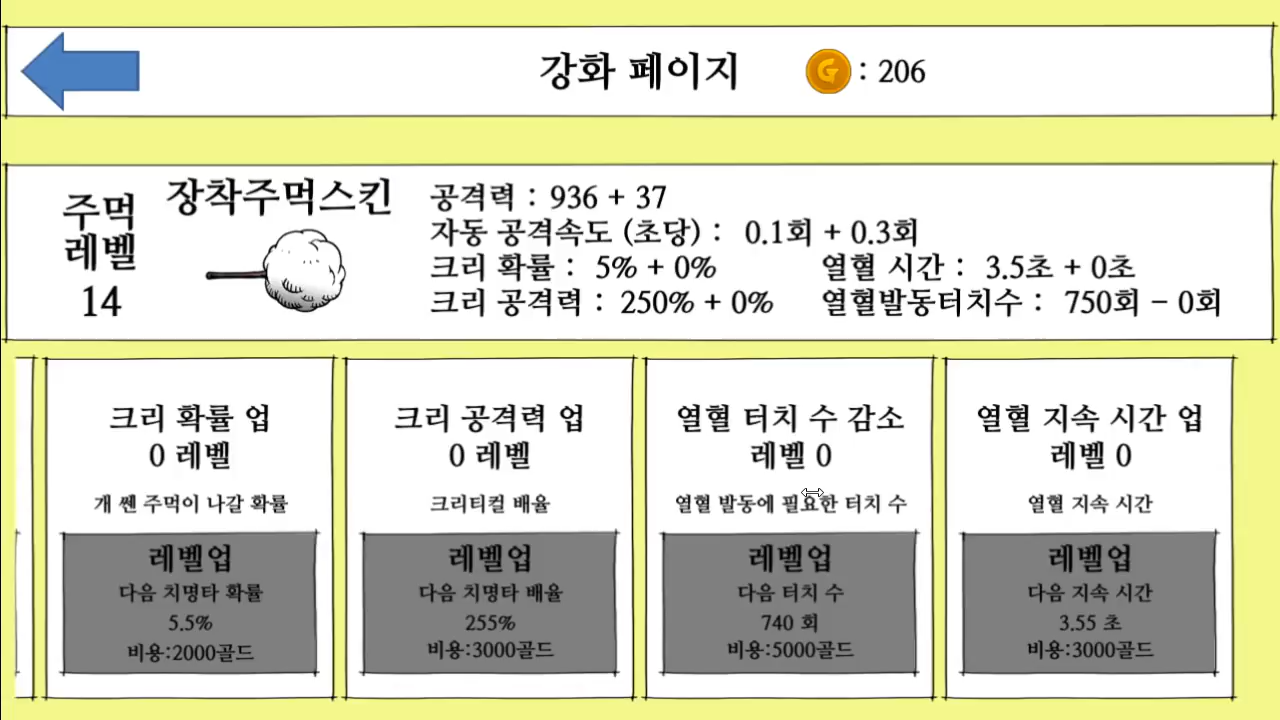 강화 페이지
G : 206
주먹
레벨
14
장착주먹스킨
공격력 : 936 + 37
자동 공격속도 (초당) : 0.1회 + 0.3회
크리 확률 : 5% + 0%
열혈 시간 : 3.5초 + 0초
크리 공격력 : 250% + 0%
열혈발동터치수 : 750회 - 0회
크리 확률 업
0 레벨
개 쎈 주먹이 나갈 확률
레벨업
다음 치명타 확률
5.5%
비용:2000골드
크리 공격력 업
0 레벨
크리티컬 배율
레벨업
다음 치명타 배율
255%
비용:3000골드
열혈 터치 수 감소
레벨 0
열혈 발동에 필요한 터치 수
레벨업
다음 터치 수
740 회
비용:5000골드
열혈 지속 시간 업
레벨 0
열혈 지속 시간
레벨업
다음 지속 시간
3.55 초
비용:3000골드